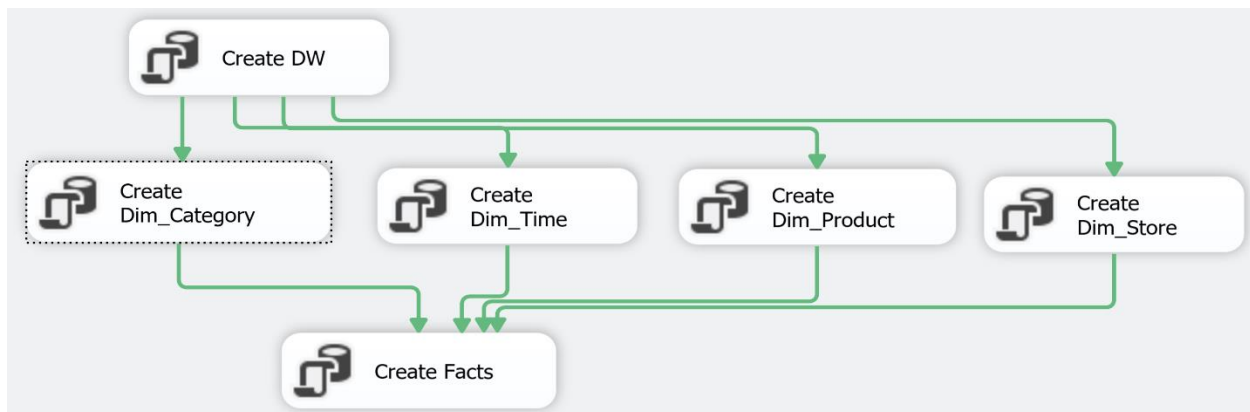 Create DW
Create
Dim_Category
Create
Dim_Time
Create
Dim_Product
Create
Dim_Store
Create Facts